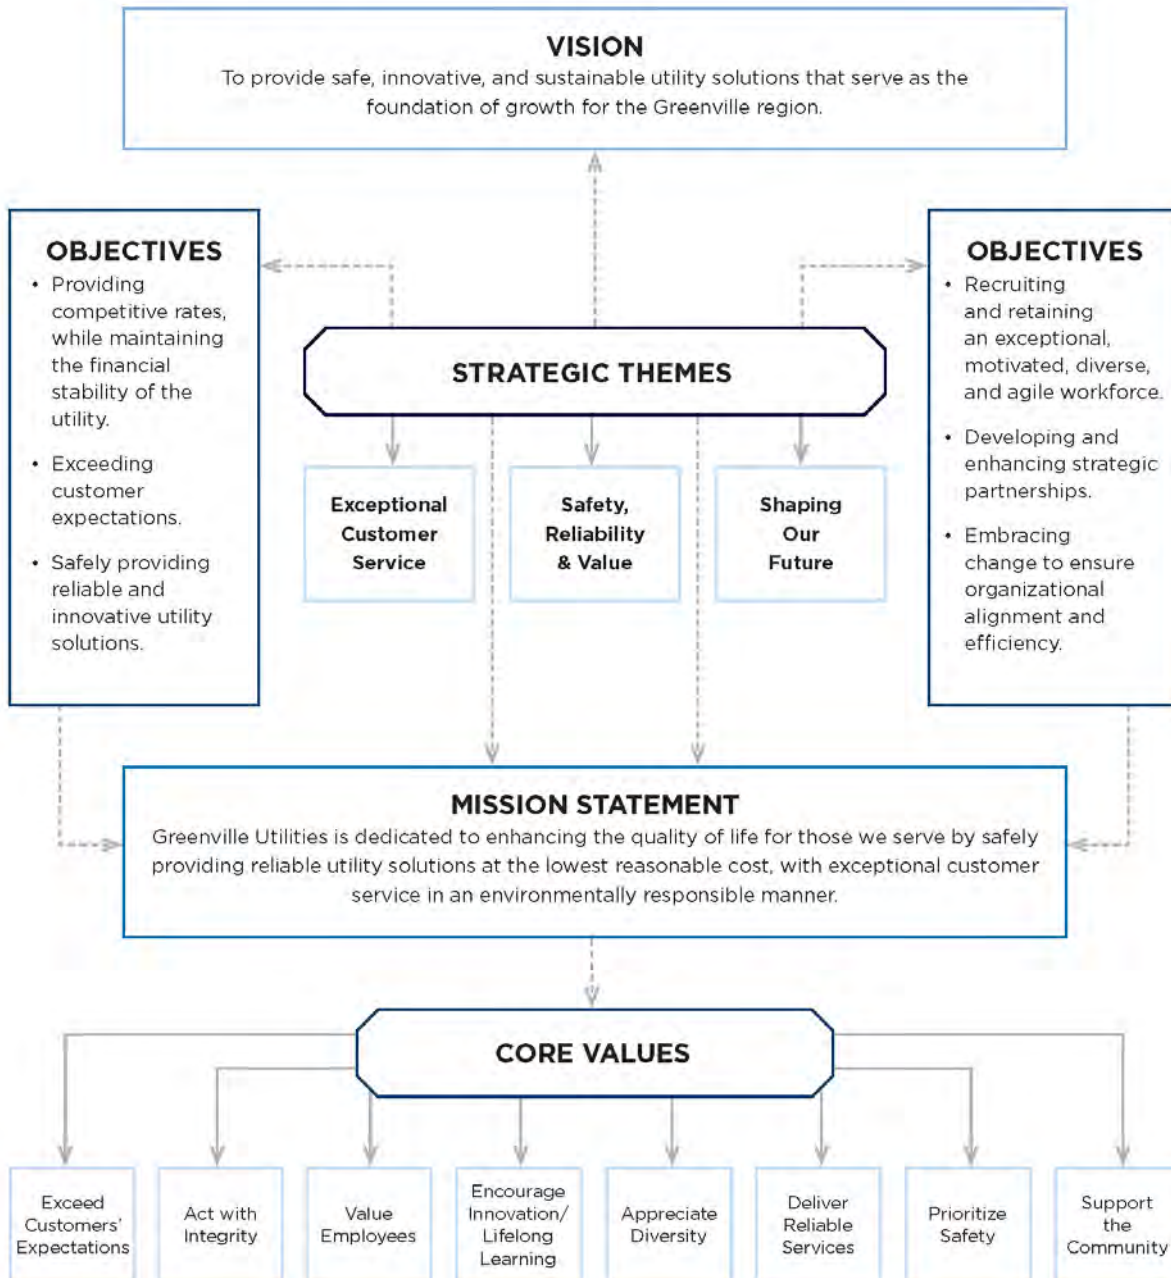 VISION
To provide safe, innovative, and sustainable utility solutions that serve as the
foundation of growth for the Greenville region.
OBJECTIVES
• Providing
competitive rates,
while maintaining
the financial
stability of the
utility.
• Exceeding
customer
expectations.
• Safely providing
reliable and
innovative utility
solutions.
STRATEGIC THEMES
Exceptional
Customer
Service
Safety,
Reliability
& Value
Shaping
Our
Future
OBJECTIVES
• Recruiting
and retaining
an exceptional,
motivated, diverse,
and agile workforce.
• Developing and
enhancing strategic
partnerships.
• Embracing
change to ensure
organizational
alignment and
efficiency.
MISSION STATEMENT
Greenville Utilities is dedicated to enhancing the quality of life for those we serve by safely
providing reliable utility solutions at the lowest reasonable cost, with exceptional customer
service in an environmentally responsible manner.
CORE VALUES
Exceed
Customers'
Expectations
Act with
Integrity
Value
Employees
Encourage
Innovation/
Lifelong
Learning
Appreciate
Diversity
Deliver
Reliable
Services
Prioritize
Safety
Support
the
Community